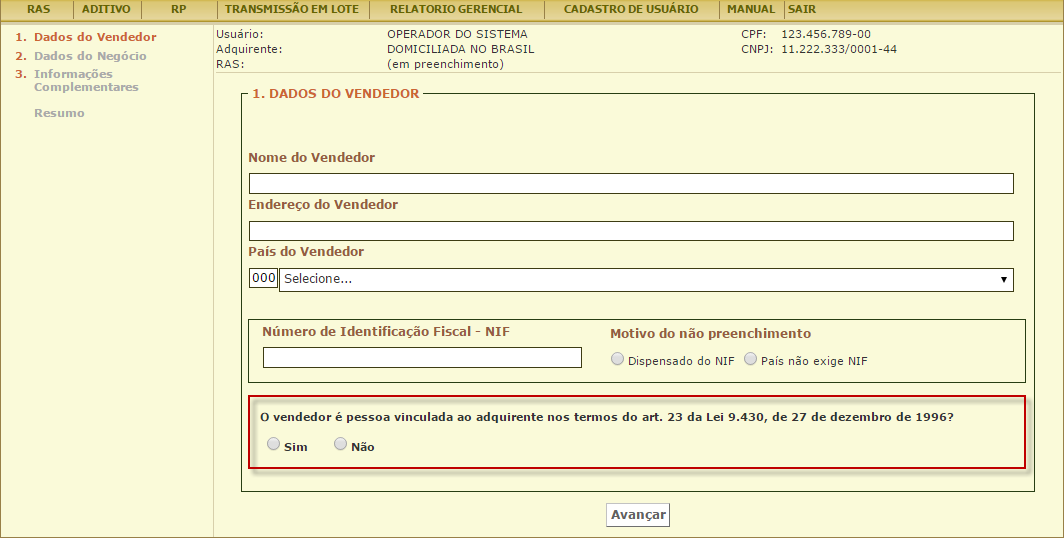 RAS ADITIVO RP TRANSMISSÃO EM LOTE RELATORIO GERENCIAL CADASTRO DE USUÁRIO MANUAL SAIR
1. Dados do Vendedor
2. Dados do Negócio
3. Informações
Complementares
Resumo
Usuário: OPERADOR DO SISTEMA CPF: 123.456.789-00
Adquirente: DOMICILIADA NO BRASIL CNPJ: 11.222.333/0001-44
RAS: (em preenchimento)
1. DADOS DO VENDEDOR
Nome do Vendedor
Endereço do Vendedor
País do Vendedor
000 Selecione...
Número de Identificação Fiscal - NIF Motivo do não preenchimento
Dispensado do NIF País não exige NIF
O vendedor é pessoa vinculada ao adquirente nos termos do art. 23 da Lei 9.430, de 27 de dezembro de 1996?
Sim Não
Avançar